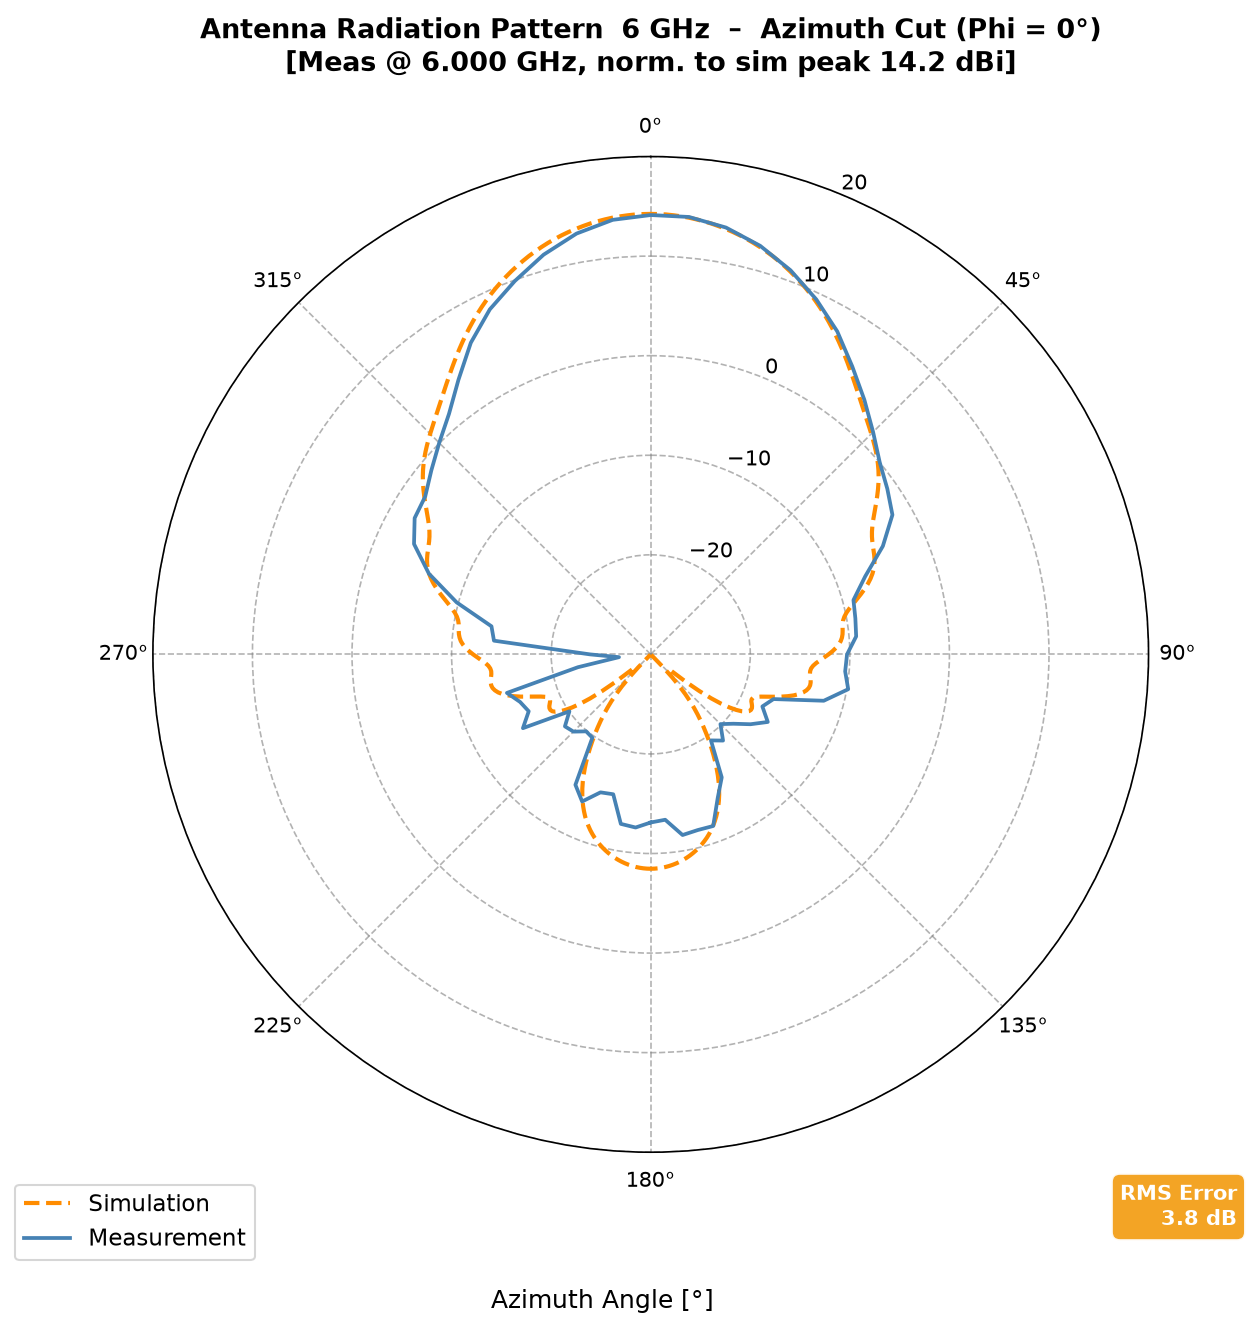 Antenna Radiation Pattern  6 GHz  –  Azimuth Cut (Phi = 0°)
[Meas @ 6.000 GHz, norm. to sim peak 14.2 dBi]
0°
20
315°
45°
10
0
−10
−20
270°
90°
225°
135°
180°
Simulation
Measurement
RMS Error
3.8 dB
Azimuth Angle [°]